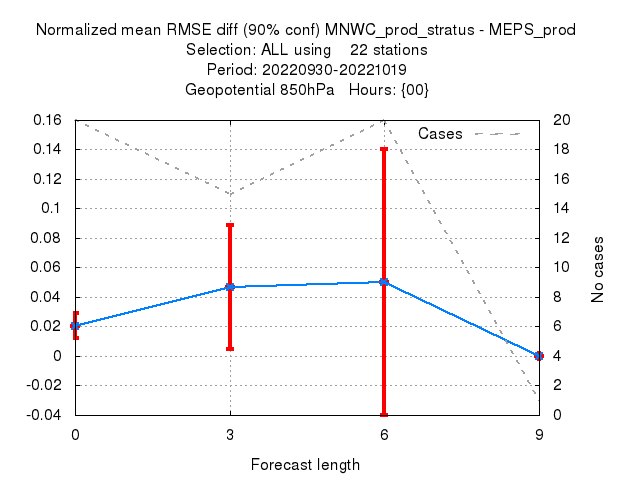 Normalized mean RMSE diff (90% conf) MNWC_prod_stratus - MEPS_prod
Selection: ALL using    22 stations
Period: 20220930-20221019
Geopotential 850hPa   Hours: {00}
Cases
0.16
0.14
0.12
0.1
0.08
0.06
0.04
0.02
0
-0.02
-0.04
20
18
16
14
12
10
8
6
4
2
0
No cases
0 3 6 9
Forecast length